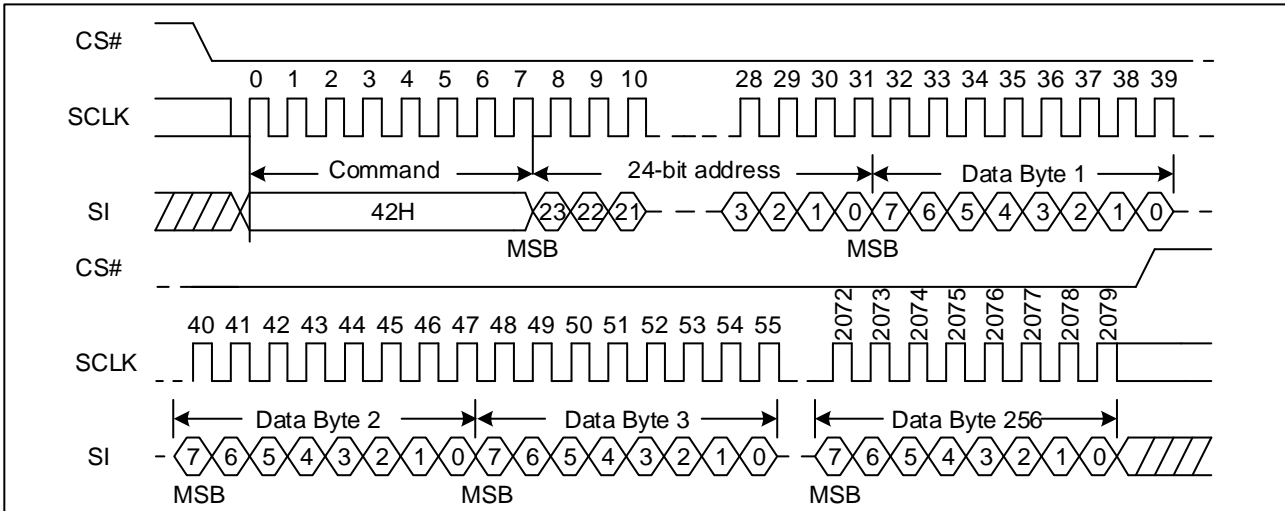 CS#
0 1 2 3 4 5 6 7 8 9 10 28 29 30 31 32 33 34 35 36 37 38 39
SCLK
Command 24-bit address Data Byte 1
SI 42H 23 22 21 3 2 1 0 7 6 5 4 3 2 1 0
MSB MSB
CS#
40 41 42 43 44 45 46 47 48 49 50 51 52 53 54 55 2072 2073 2074 2075 2076 2077 2078 2079
SCLK
Data Byte 2 Data Byte 3 Data Byte 256
SI 7 6 5 4 3 2 1 0 7 6 5 4 3 2 1 0 7 6 5 4 3 2 1 0
MSB MSB MSB